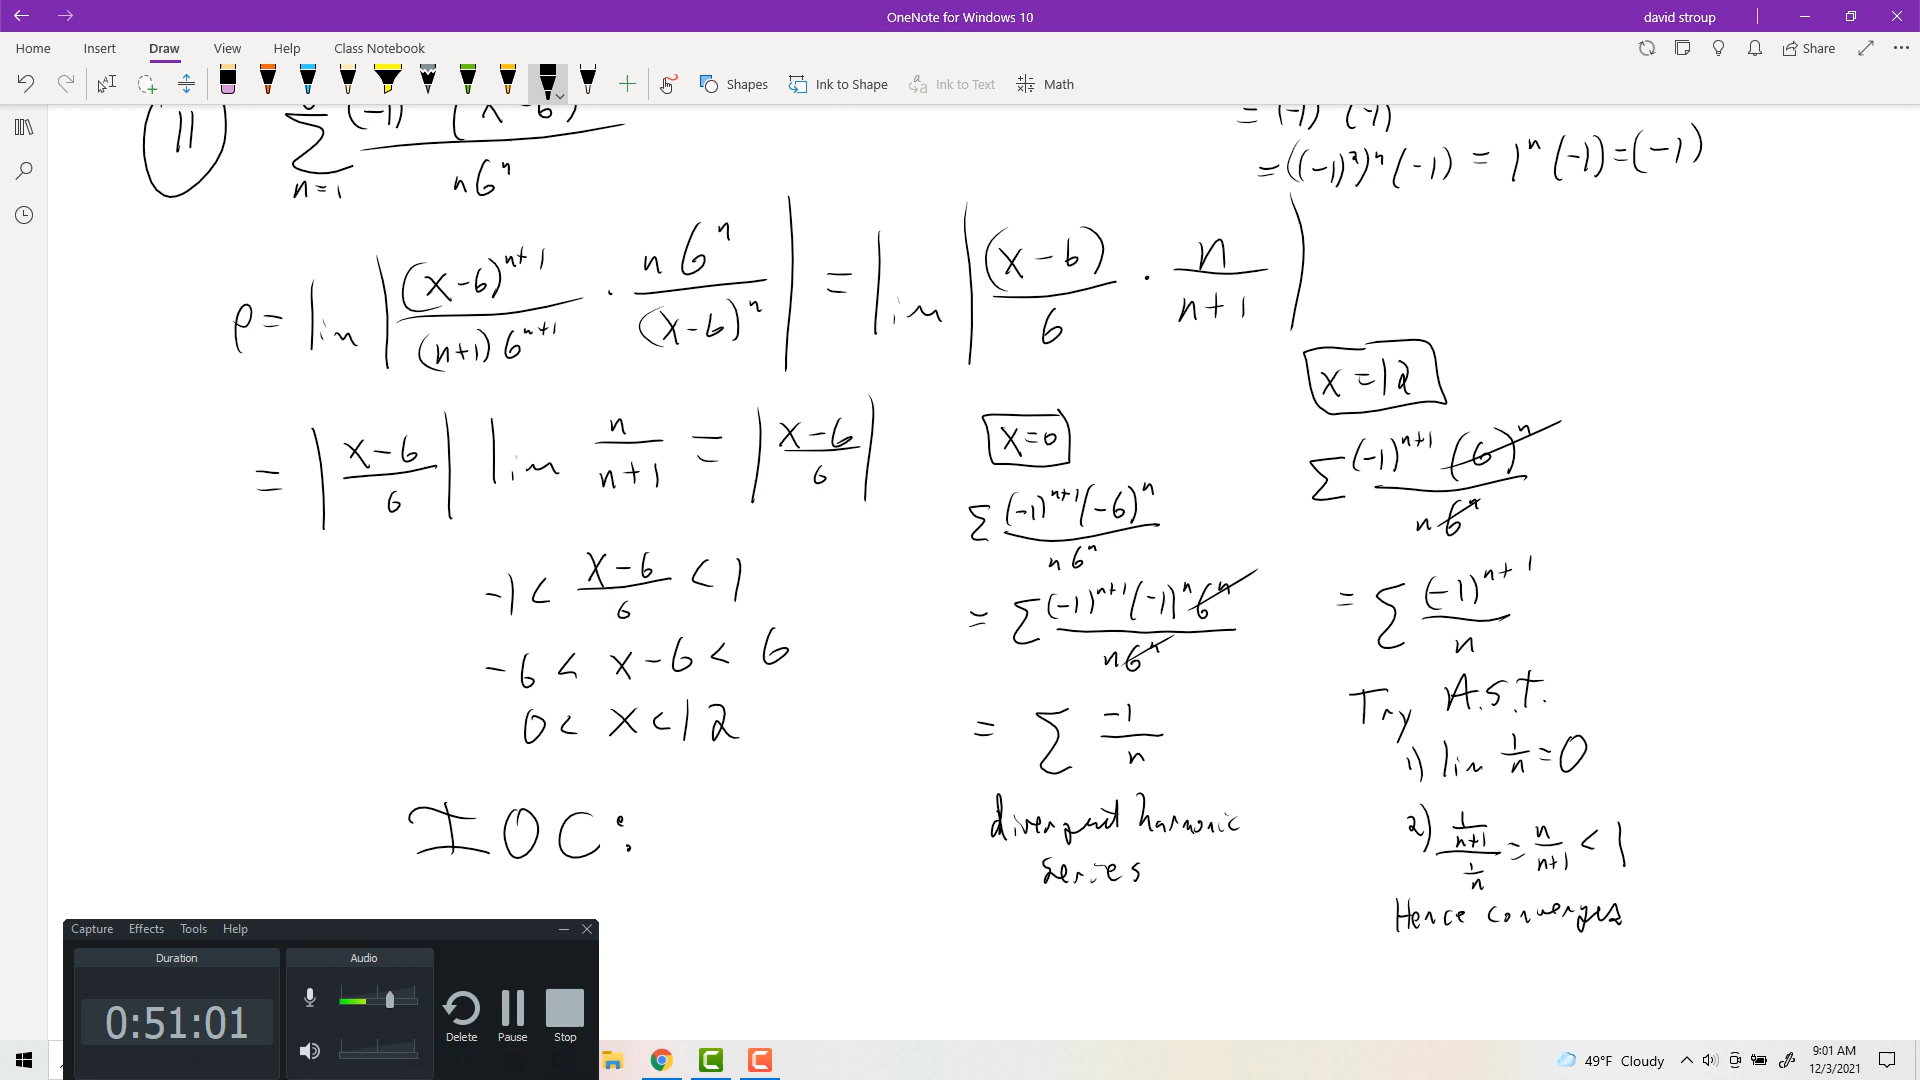 OneNote for Windows 10
david stroup
Home Insert Draw View Help Class Notebook
Share
Shapes Ink to Shape Ink to Text Math
11
∑ n=1 (-1) (x-6) / n6^n
= (-1) (-1)
= ((-1)^2)^n (-1) = 1^n (-1) = (-1)
ρ = lim | (x-6)^{n+1} / (n+1) 6^{n+1} · n6^n / (x-6)^n | = lim | (x-6) / 6 · n / n+1 |
= | x-6 / 6 | lim n / n+1 = | x-6 / 6 |
-1 < x-6 / 6 < 1
-6 < x-6 < 6
0 < x < 12
IOC:
x=0
∑ (-1)^{n+1} (-6)^n / n6^n
= ∑ (-1)^{n+1} (-1)^n 6^n / n6^n
= ∑ -1 / n
divergent harmonic
series
x=12
∑ (-1)^{n+1} (6)^n / n6^n
= ∑ (-1)^{n+1} / n
Try A.S.T.
1) lim 1/n = 0
2) 1/n+1 / 1/n = n/n+1 < 1
Hence converges
Capture Effects Tools Help
Duration
0:51:01
Audio
Delete Pause Stop
49°F Cloudy
9:01 AM
12/3/2021